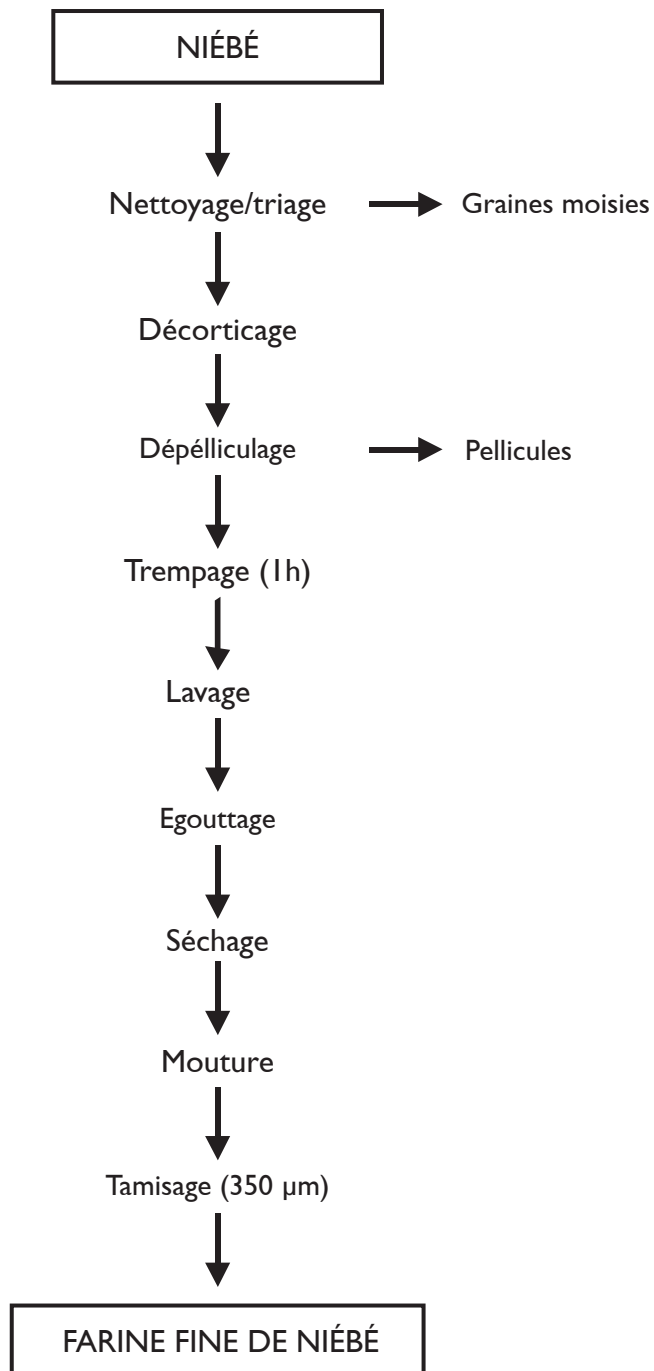 NIÉBÉ
Nettoyage/triage
Graines moisies
Décorticage
Dépélliculage
Pellicules
Trempage (1h)
Lavage
Egouttage
Séchage
Mouture
Tamisage (350 µm)
FARINE FINE DE NIÉBÉ